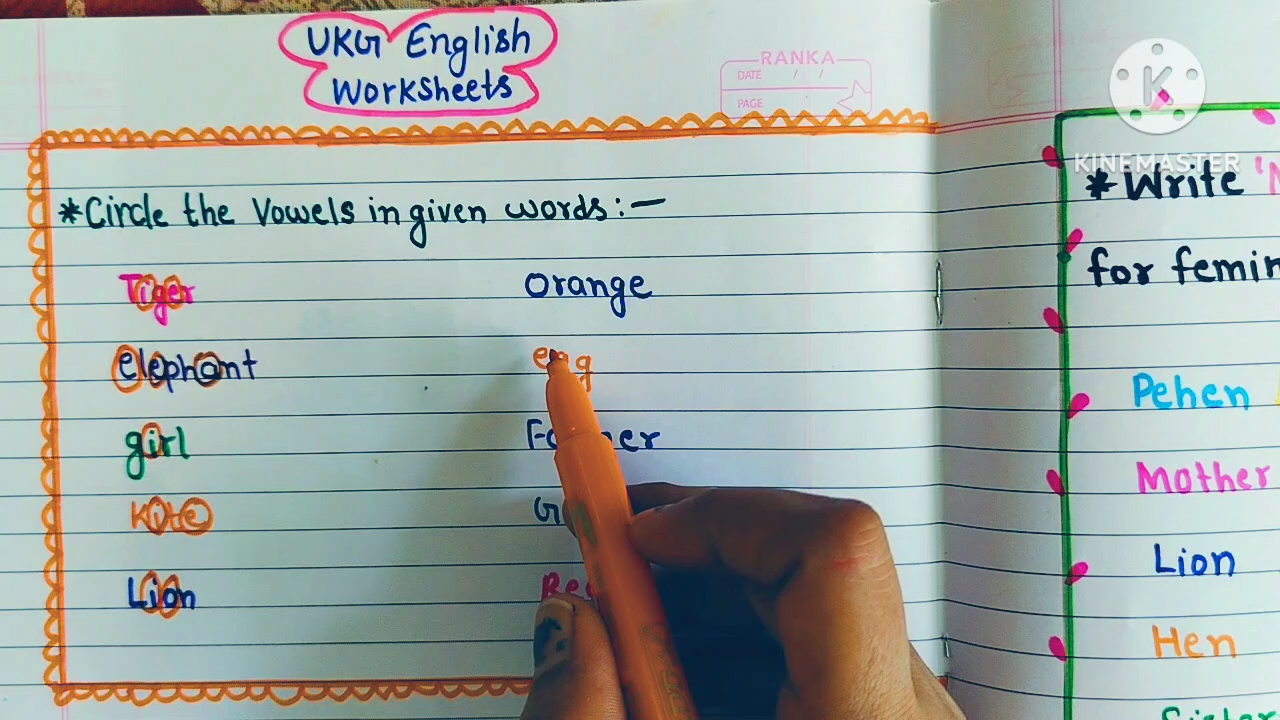 UKG English
Worksheets
RANKA
DATE / /
PAGE
K
KINEMASTER
*Circle the Vowels in given words:-
Tiger Orange
elephant
girl
Kite
Lion
*Write
for
Pehen
Mother
Lion
Hen